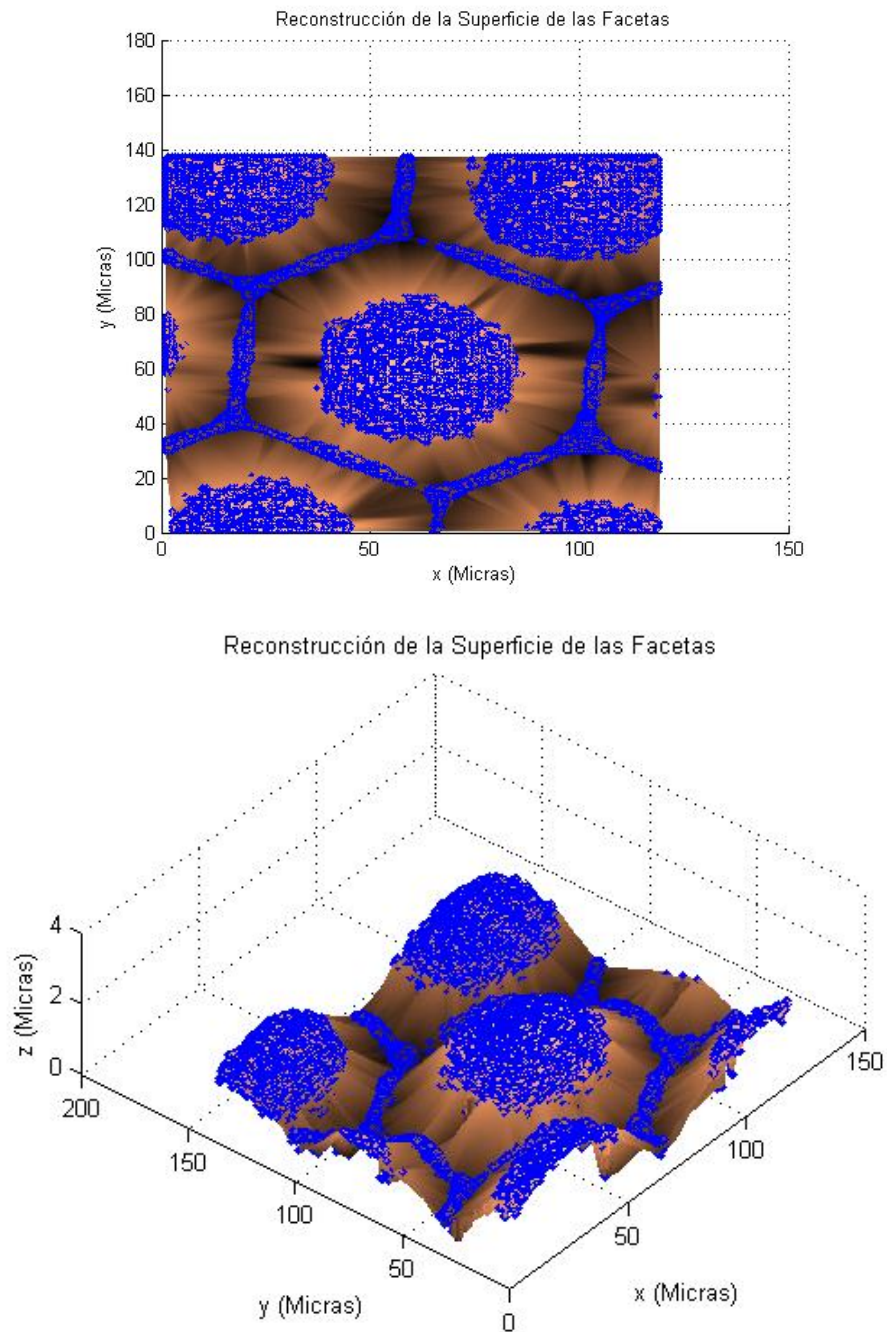 Reconstrucción de la Superficie de las Facetas
180
160
140
120
100
80
60
40
20
0
y (Micras)
0 50 100 150
x (Micras)
Reconstrucción de la Superficie de las Facetas
4
2
0
z (Micras)
200
150
100
50
0
y (Micras)
50
100
150
x (Micras)